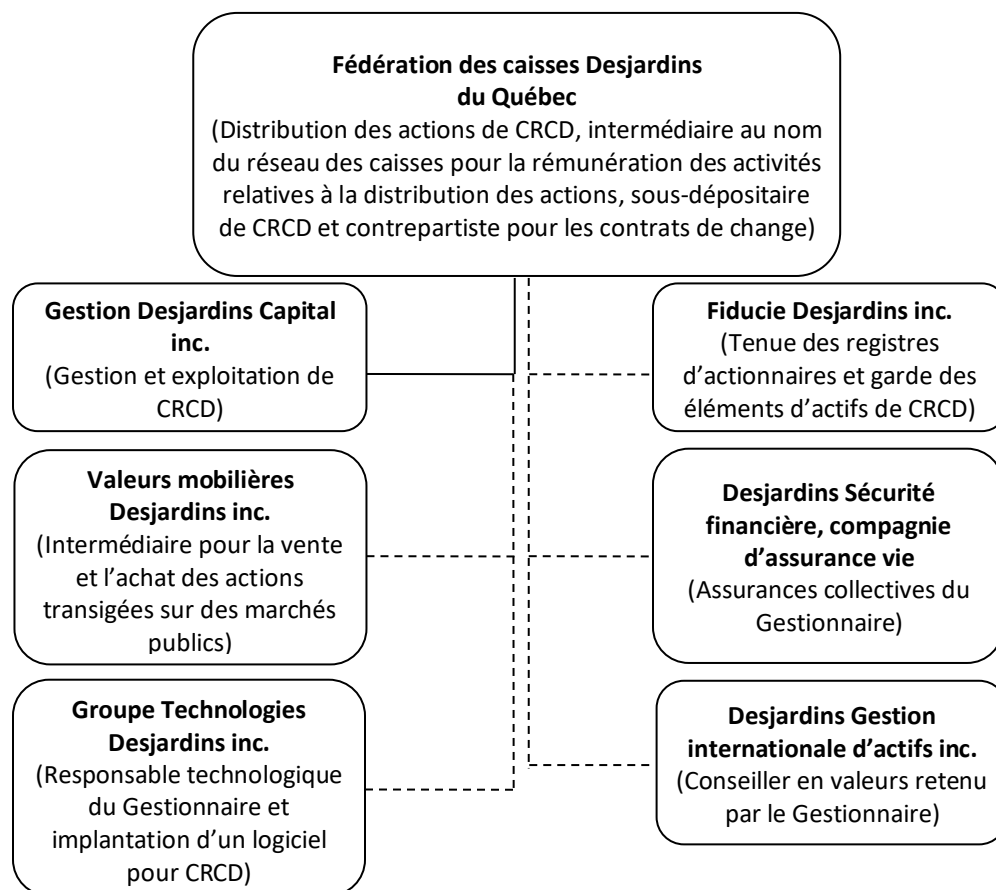 Fédération des caisses Desjardins
du Québec
(Distribution des actions de CRCD, intermédiaire au nom
du réseau des caisses pour la rémunération des activités
relatives à la distribution des actions, sous-dépositaire
de CRCD et contrepartiste pour les contrats de change)
Gestion Desjardins Capital
inc.
(Gestion et exploitation de
CRCD)
Fiducie Desjardins inc.
(Tenue des registres
d’actionnaires et garde des
éléments d’actifs de CRCD)
Valeurs mobilières
Desjardins inc.
(Intermédiaire pour la vente
et l’achat des actions
transigées sur des marchés
publics)
Desjardins Sécurité
financière, compagnie
d’assurance vie
(Assurances collectives du
Gestionnaire)
Groupe Technologies
Desjardins inc.
(Responsable technologique
du Gestionnaire et
implantation d’un logiciel
pour CRCD)
Desjardins Gestion
internationale d’actifs inc.
(Conseiller en valeurs retenu
par le Gestionnaire)